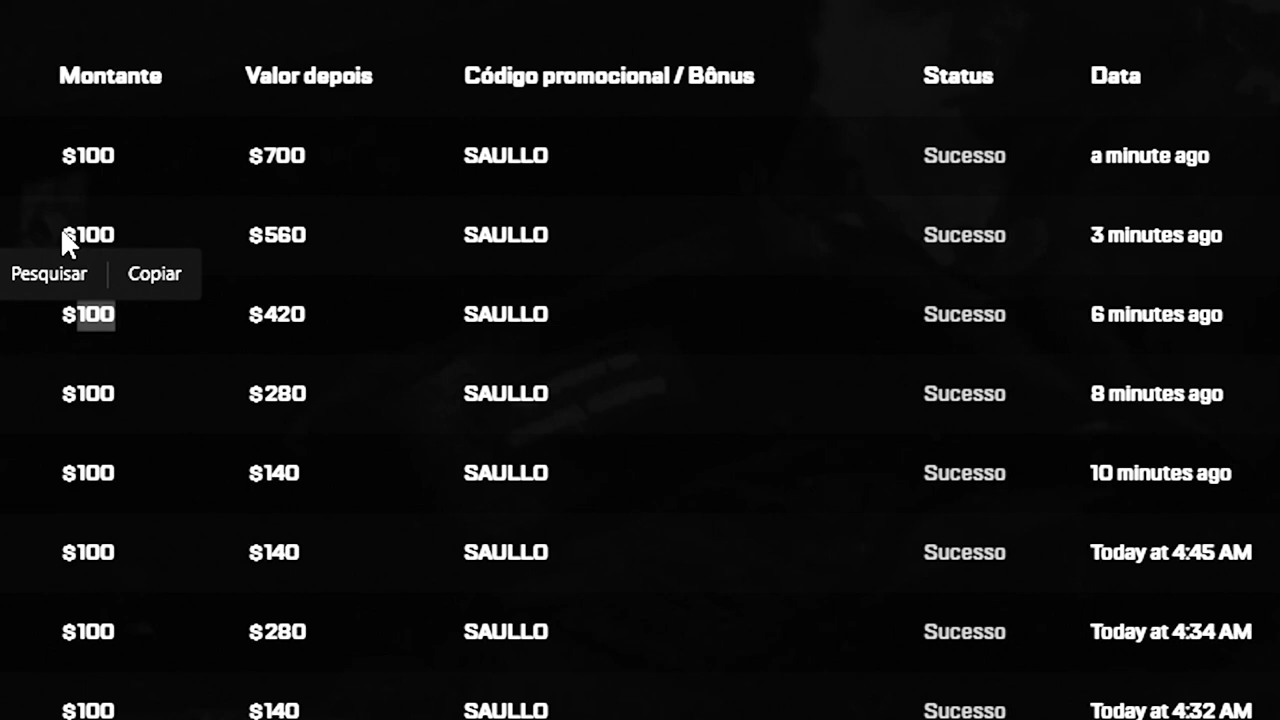 Montante Valor depois Código promocional / Bônus Status Data
$100 $700 SAULLO Sucesso a minute ago
$100 $560 SAULLO Sucesso 3 minutes ago
Pesquisar Copiar
$100 $420 SAULLO Sucesso 6 minutes ago
$100 $280 SAULLO Sucesso 8 minutes ago
$100 $140 SAULLO Sucesso 10 minutes ago
$100 $140 SAULLO Sucesso Today at 4:45 AM
$100 $280 SAULLO Sucesso Today at 4:34 AM
$100 $140 SAULLO Sucesso Today at 4:32 AM